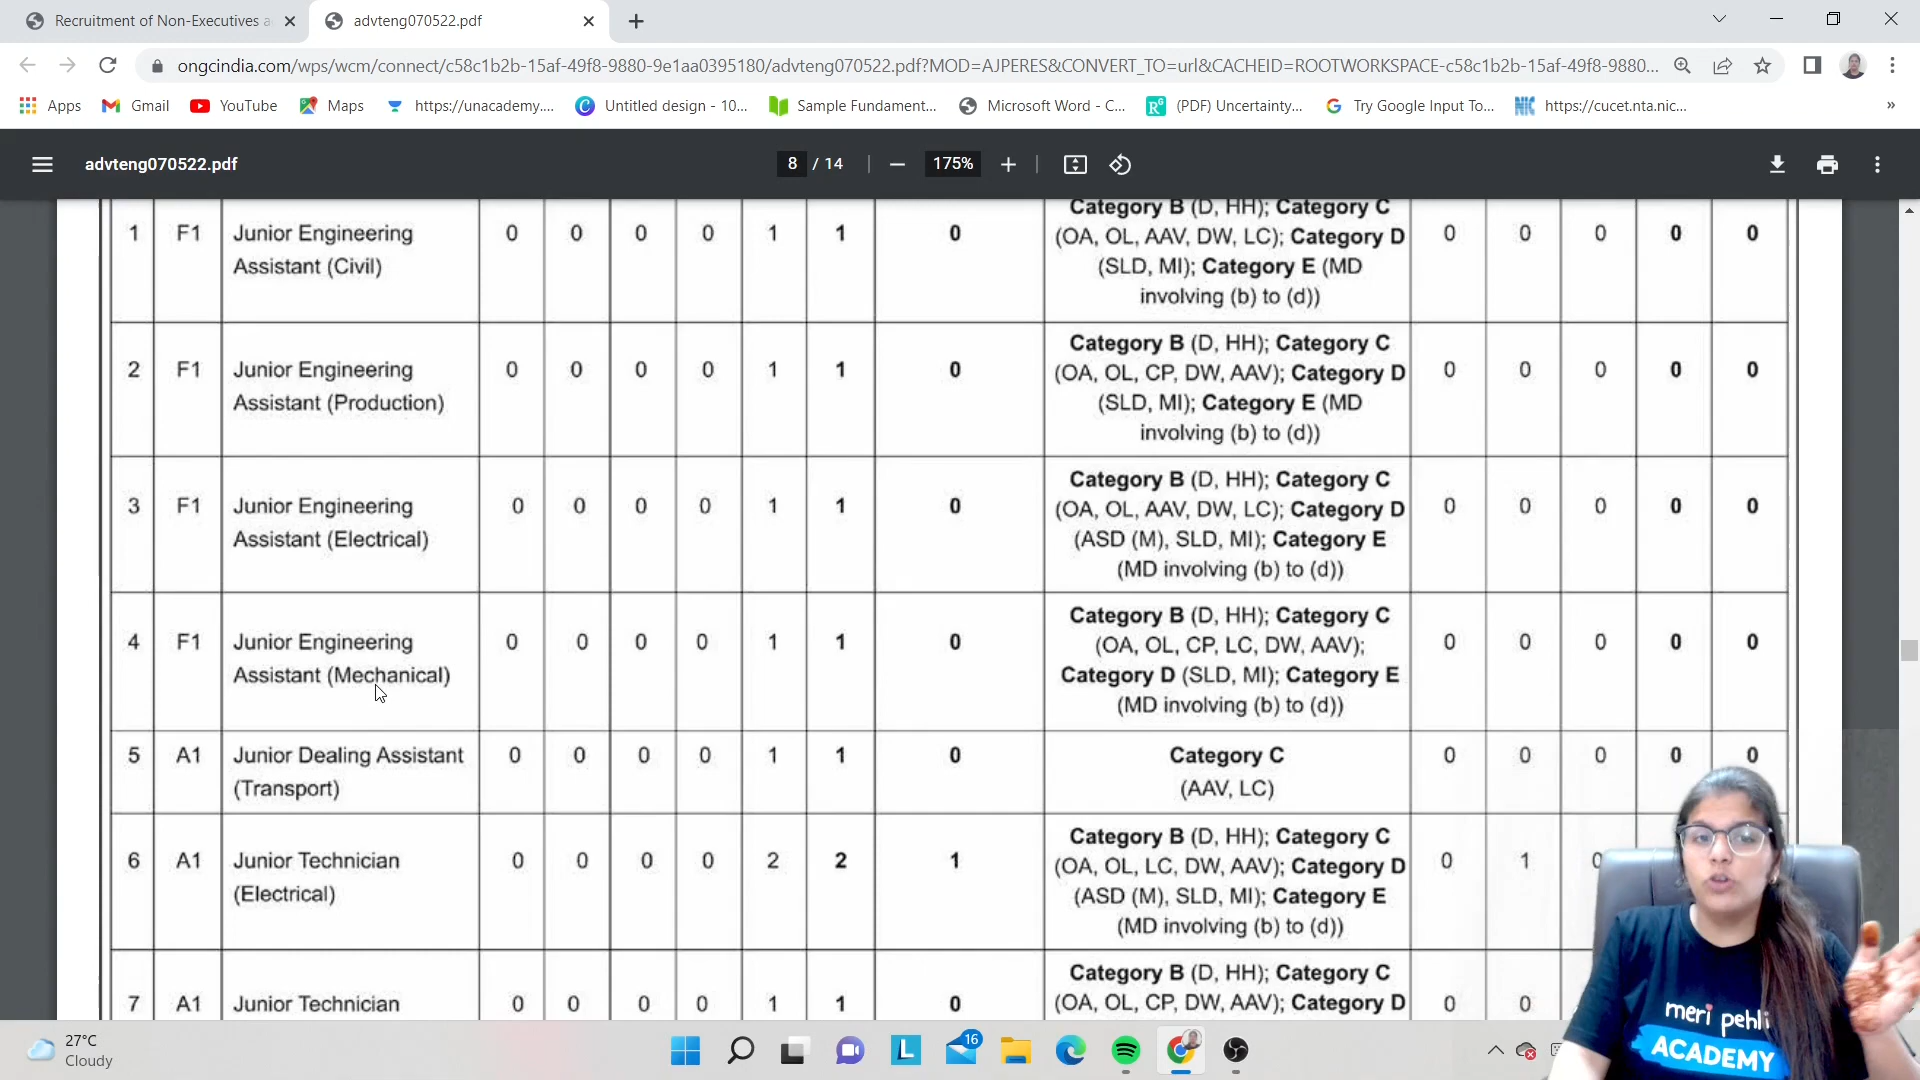 Recruitment of Non-Executives a
advteng070522.pdf
ongcindia.com/wps/wcm/connect/c58c1b2b-15af-49f8-9880-9e1aa0395180/advteng070522.pdf?MOD=AJPERES&CONVERT_TO=url&CACHEID=ROOTWORKSPACE-c58c1b2b-15af-49f8-9880...
Apps Gmail YouTube Maps https://unacademy.... Untitled design - 10... Sample Fundament... Microsoft Word - C... (PDF) Uncertainty... Try Google Input To... https://cucet.nta.nic... »
advteng070522.pdf 8 / 14 175%
Category B (D, HH); Category C
1 F1 Junior Engineering 0 0 0 0 1 1 0 (OA, OL, AAV, DW, LC); Category D 0 0 0 0 0
Assistant (Civil) (SLD, MI); Category E (MD
involving (b) to (d))
Category B (D, HH); Category C
2 F1 Junior Engineering 0 0 0 0 1 1 0 (OA, OL, CP, DW, AAV); Category D 0 0 0 0 0
Assistant (Production) (SLD, MI); Category E (MD
involving (b) to (d))
Category B (D, HH); Category C
3 F1 Junior Engineering 0 0 0 0 1 1 0 (OA, OL, AAV, DW, LC); Category D 0 0 0 0 0
Assistant (Electrical) (ASD (M), SLD, MI); Category E
(MD involving (b) to (d))
Category B (D, HH); Category C
4 F1 Junior Engineering 0 0 0 0 1 1 0 (OA, OL, CP, LC, DW, AAV); 0 0 0 0 0
Assistant (Mechanical) Category D (SLD, MI); Category E
(MD involving (b) to (d))
5 A1 Junior Dealing Assistant 0 0 0 0 1 1 0 Category C 0 0 0 0 0
(Transport) (AAV, LC)
Category B (D, HH); Category C
6 A1 Junior Technician 0 0 0 0 2 2 1 (OA, OL, LC, DW, AAV); Category D 0 1 0
(Electrical) (ASD (M), SLD, MI); Category E
(MD involving (b) to (d))
Category B (D, HH); Category C
7 A1 Junior Technician 0 0 0 0 1 1 0 (OA, OL, CP, DW, AAV); Category D 0 0
meri pehli
ACADEMY
27°C
Cloudy
16